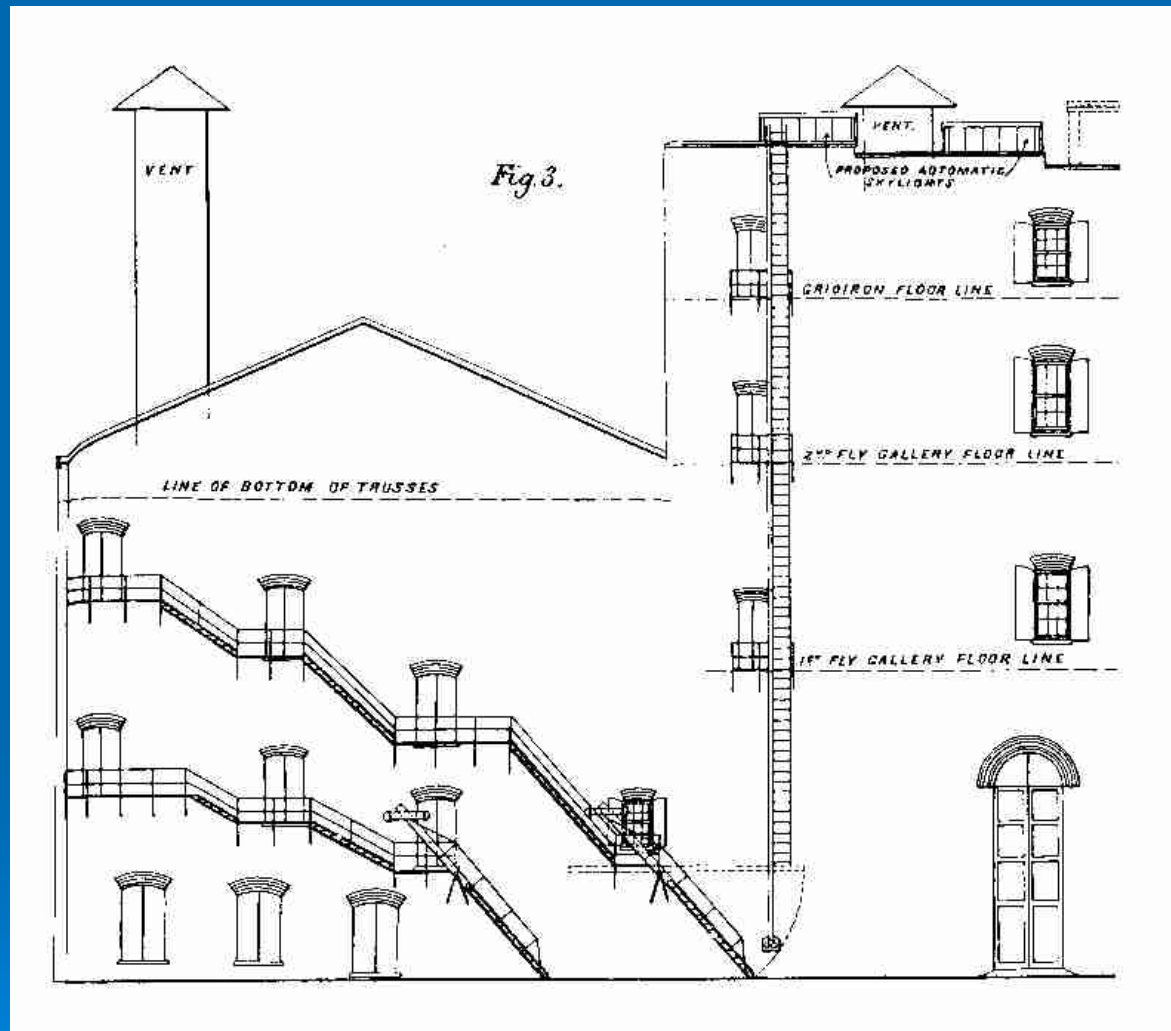 VENT
Fig. 3.
VENT.
PROPOSED AUTOMATIC
SKYLIGHTS
GRIDIRON FLOOR LINE
2ND FLY GALLERY FLOOR LINE
LINE OF BOTTOM OF TRUSSES
1ST FLY GALLERY FLOOR LINE